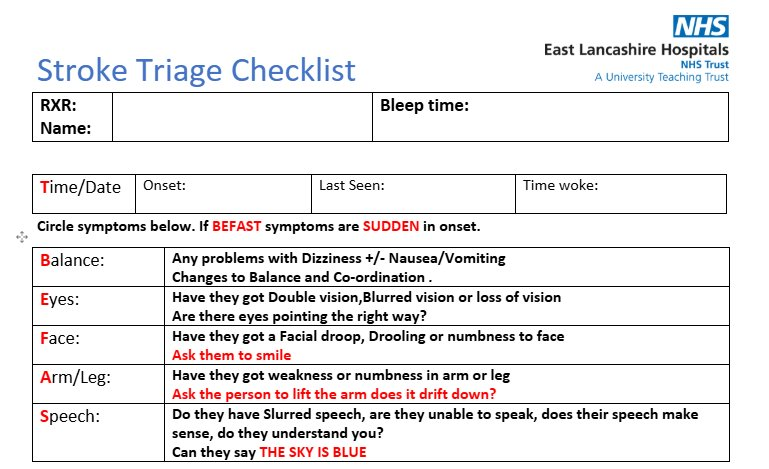 NHS
East Lancashire Hospitals
NHS Trust
A University Teaching Trust
Stroke Triage Checklist
RXR:
Name:
Bleep time:
Time/Date
Onset:
Last Seen:
Time woke:
Circle symptoms below. If BEFAST symptoms are SUDDEN in onset.
Balance:
Any problems with Dizziness +/- Nausea/Vomiting
Changes to Balance and Co-ordination .
Eyes:
Have they got Double vision,Blurred vision or loss of vision
Are there eyes pointing the right way?
Face:
Have they got a Facial droop, Drooling or numbness to face
Ask them to smile
Arm/Leg:
Have they got weakness or numbness in arm or leg
Ask the person to lift the arm does it drift down?
Speech:
Do they have Slurred speech, are they unable to speak, does their speech make
sense, do they understand you?
Can they say THE SKY IS BLUE